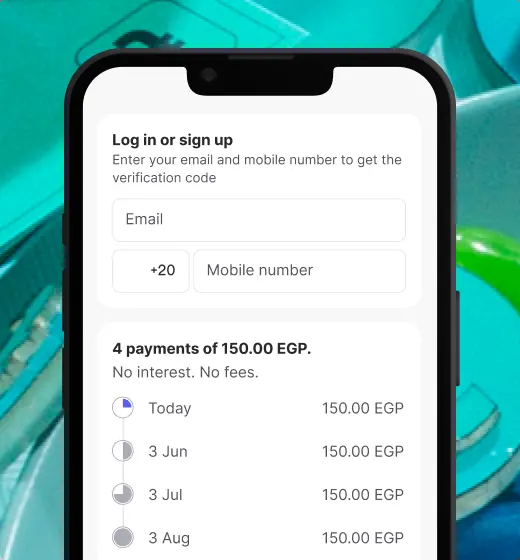 Log in or sign up
Enter your email and mobile number to get the
verification code
Email
+20 Mobile number
4 payments of 150.00 EGP.
No interest. No fees.
Today 150.00 EGP
3 Jun 150.00 EGP
3 Jul 150.00 EGP
3 Aug 150.00 EGP